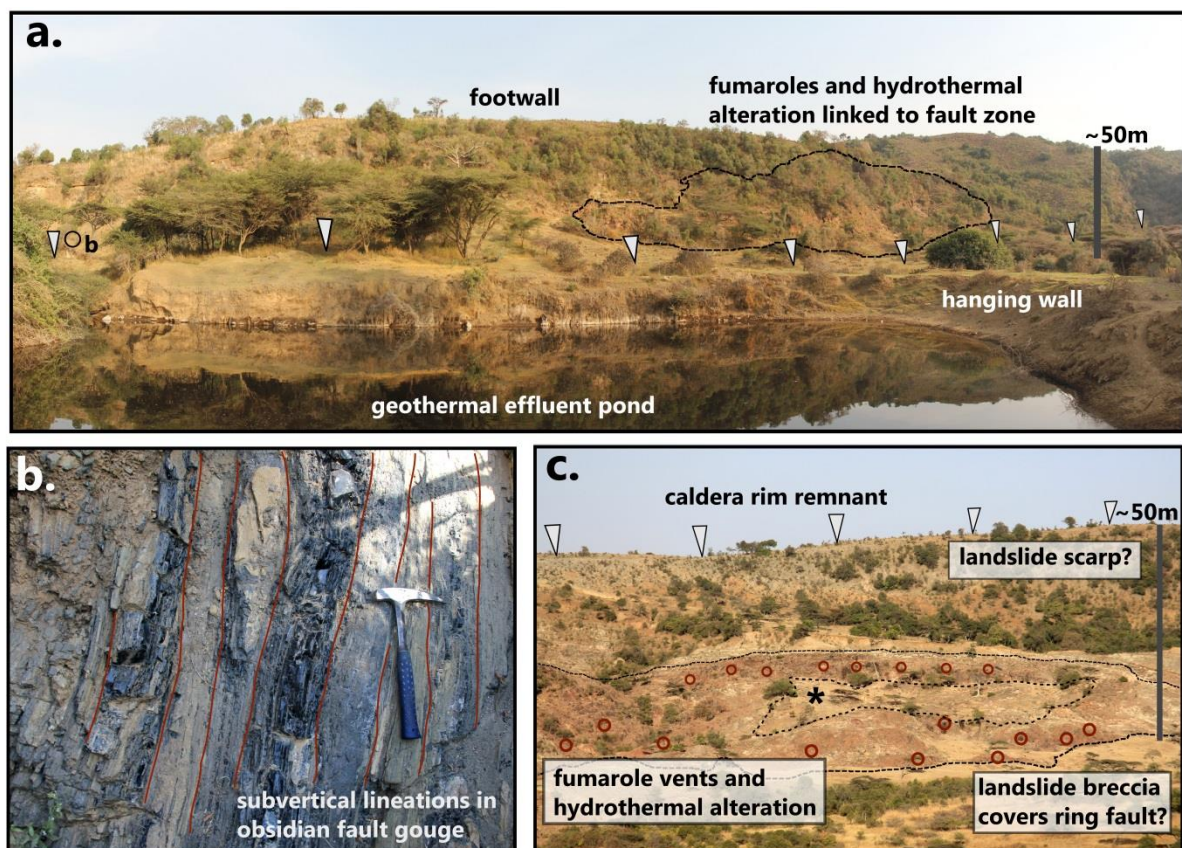 a.
footwall
fumaroles and hydrothermal
alteration linked to fault zone
~50m
b
hanging wall
geothermal effluent pond
b.
subvertical lineations in
obsidian fault gouge
c.
caldera rim remnant
~50m
landslide scarp?
*
fumarole vents and
hydrothermal alteration
landslide breccia
covers ring fault?